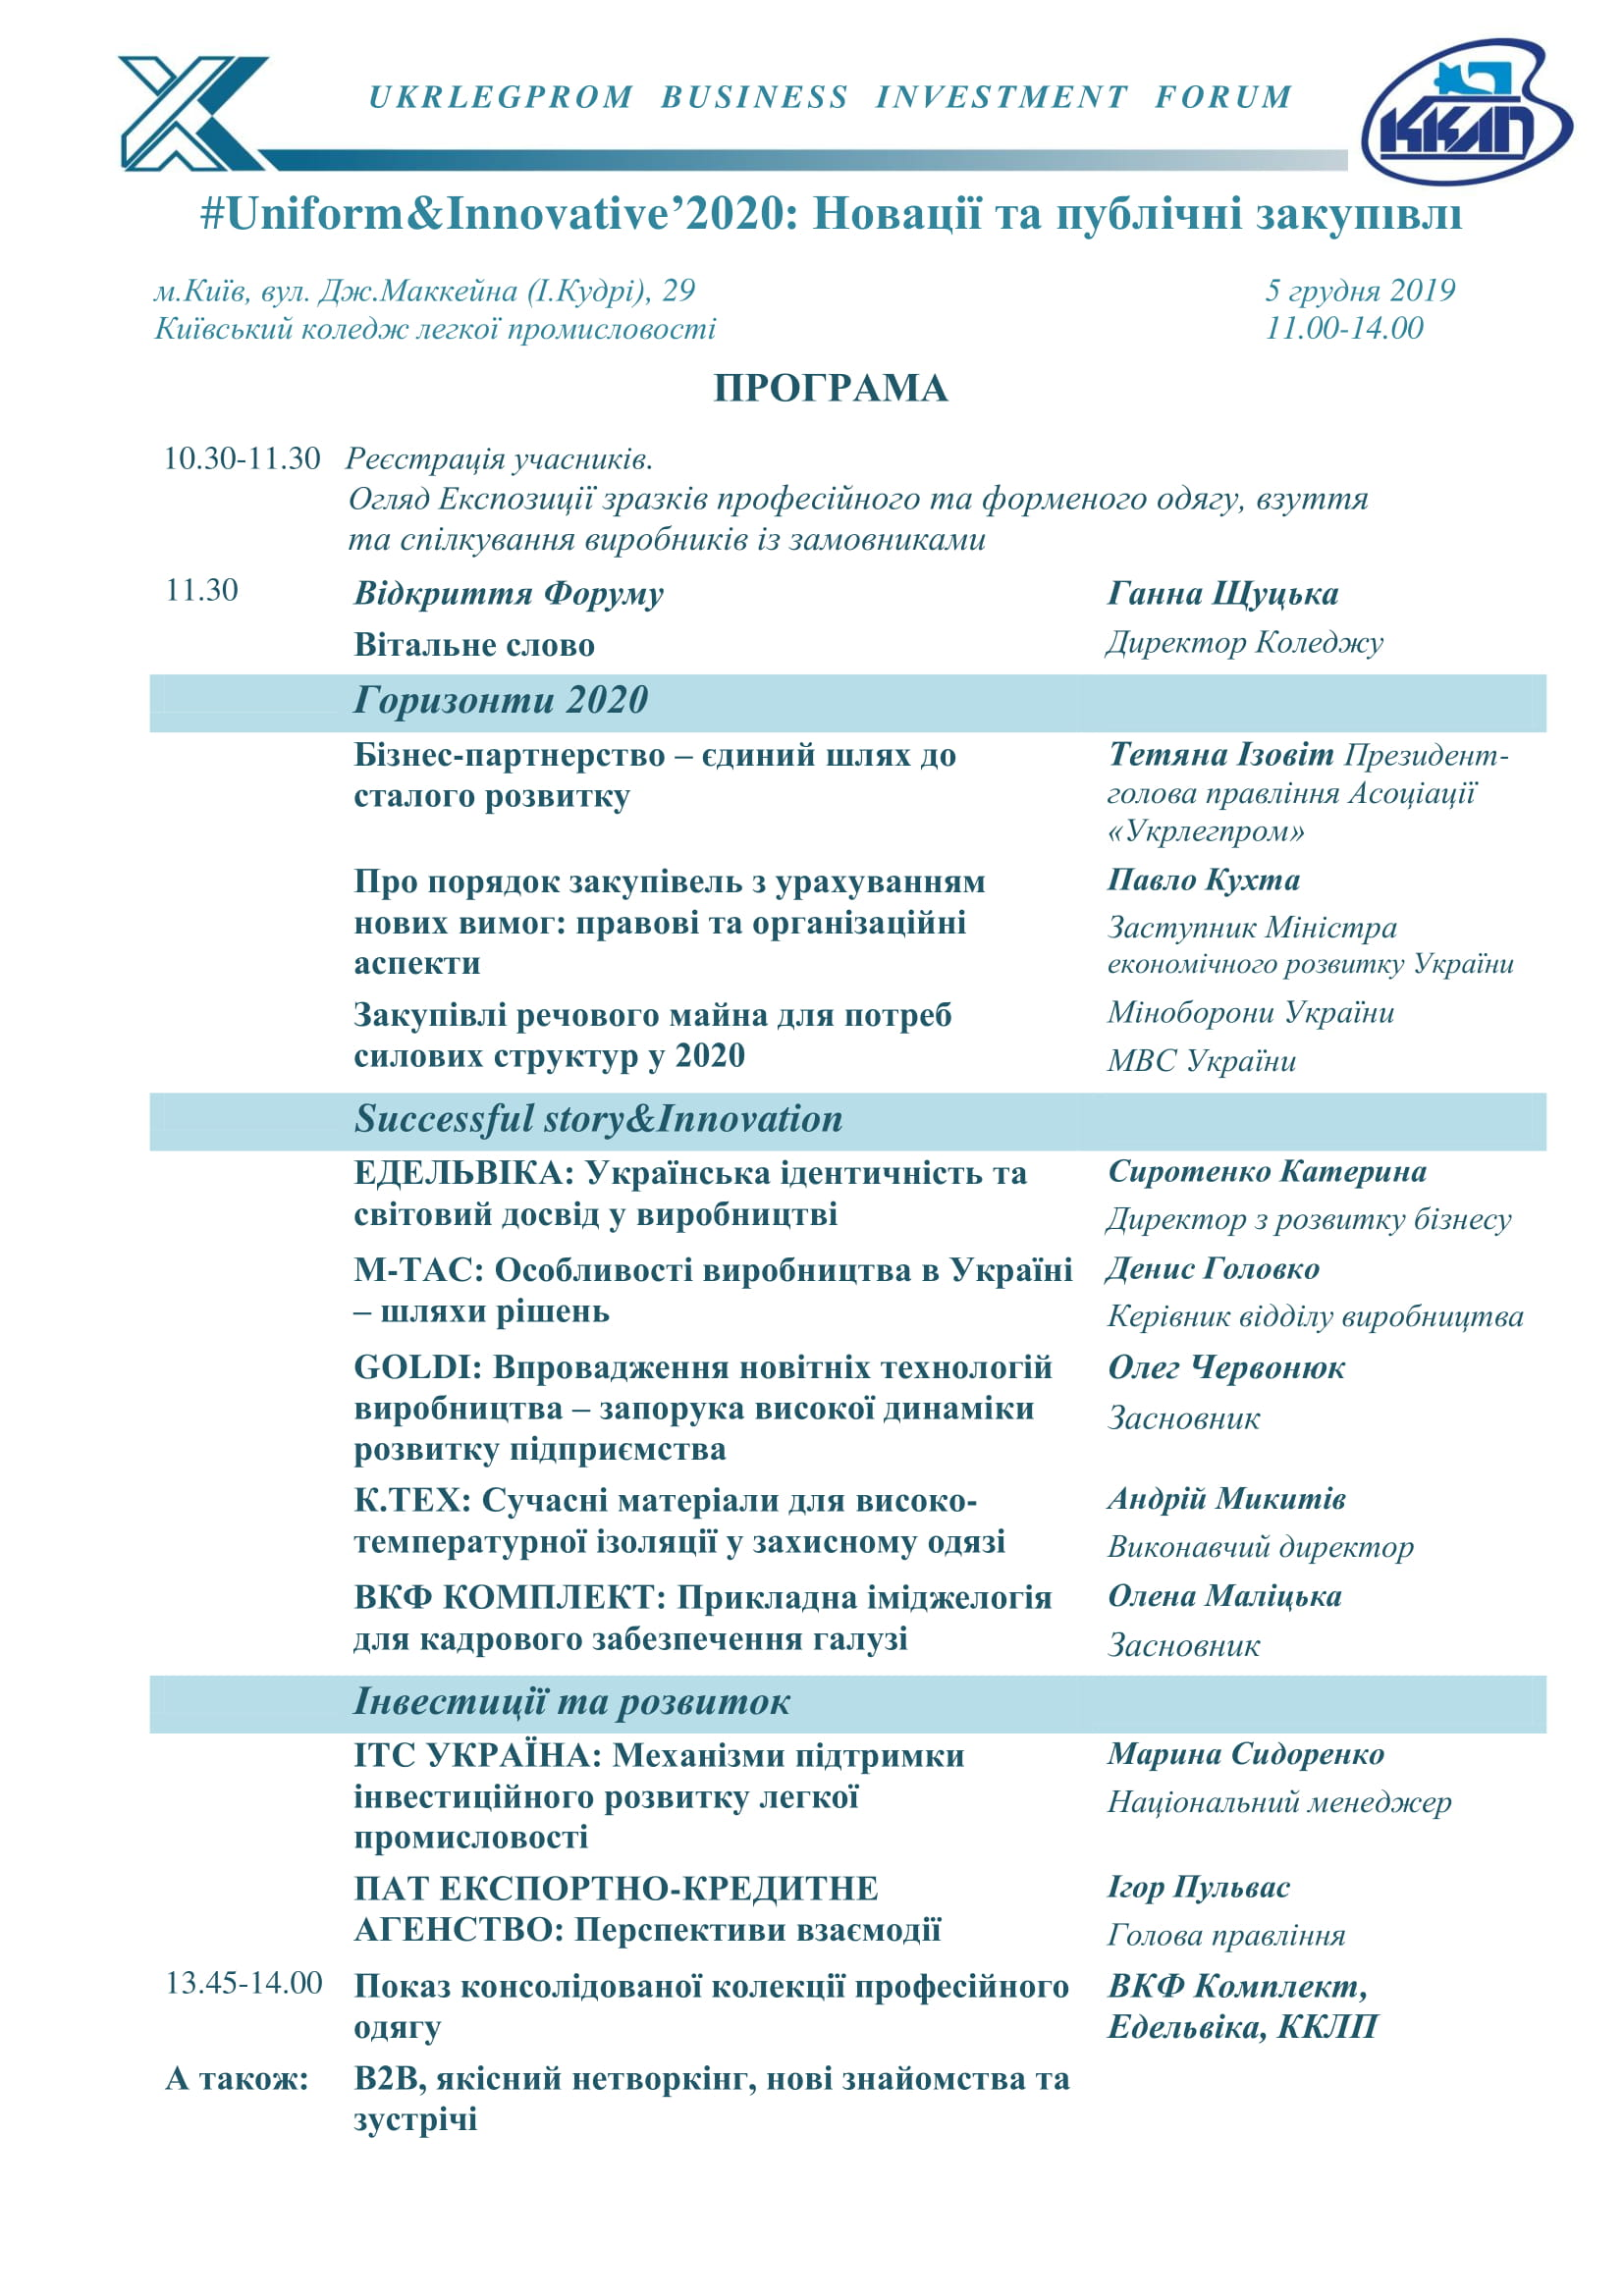 UKRLEGPROM BUSINESS INVESTMENT FORUM
ККЛП
#Uniform&Innovative’2020: Новації та публічні закупівлі
м.Київ, вул. Дж.Маккейна (І.Кудрі), 29
5 грудня 2019
Київський коледж легкої промисловості
11.00-14.00
ПРОГРАМА
10.30-11.30 Реєстрація учасників.
Огляд Експозиції зразків професійного та форменого одягу, взуття
та спілкування виробників із замовниками
11.30 Відкриття Форуму
Ганна Щуцька
Вітальне слово
Директор Коледжу
Горизонти 2020
Бізнес-партнерство – єдиний шлях до
сталого розвитку
Тетяна Ізовіт Президент-
голова правління Асоціації
«Укрлегпром»
Про порядок закупівель з урахуванням
нових вимог: правові та організаційні
аспекти
Павло Кухта
Заступник Міністра
економічного розвитку України
Закупівлі речового майна для потреб
силових структур у 2020
Міноборони України
МВС України
Successful story&Innovation
ЕДЕЛЬВІКА: Українська ідентичність та
світовий досвід у виробництві
Сиротенко Катерина
Директор з розвитку бізнесу
М-ТАС: Особливості виробництва в Україні
– шляхи рішень
Денис Головко
Керівник відділу виробництва
GOLDI: Впровадження новітніх технологій
виробництва – запорука високої динаміки
розвитку підприємства
Олег Червонюк
Засновник
К.ТЕХ: Сучасні матеріали для високо-
температурної ізоляції у захисному одязі
Андрій Микитів
Виконавчий директор
ВКФ КОМПЛЕКТ: Прикладна іміджелогія
для кадрового забезпечення галузі
Олена Маліцька
Засновник
Інвестиції та розвиток
ІТС УКРАЇНА: Механізми підтримки
інвестиційного розвитку легкої
промисловості
Марина Сидоренко
Національний менеджер
ПАТ ЕКСПОРТНО-КРЕДИТНЕ
АГЕНСТВО: Перспективи взаємодії
Ігор Пульвас
Голова правління
13.45-14.00 Показ консолідованої колекції професійного
одягу
ВКФ Комплект,
Едельвіка, ККЛП
А також: В2В, якісний нетворкінг, нові знайомства та
зустрічі